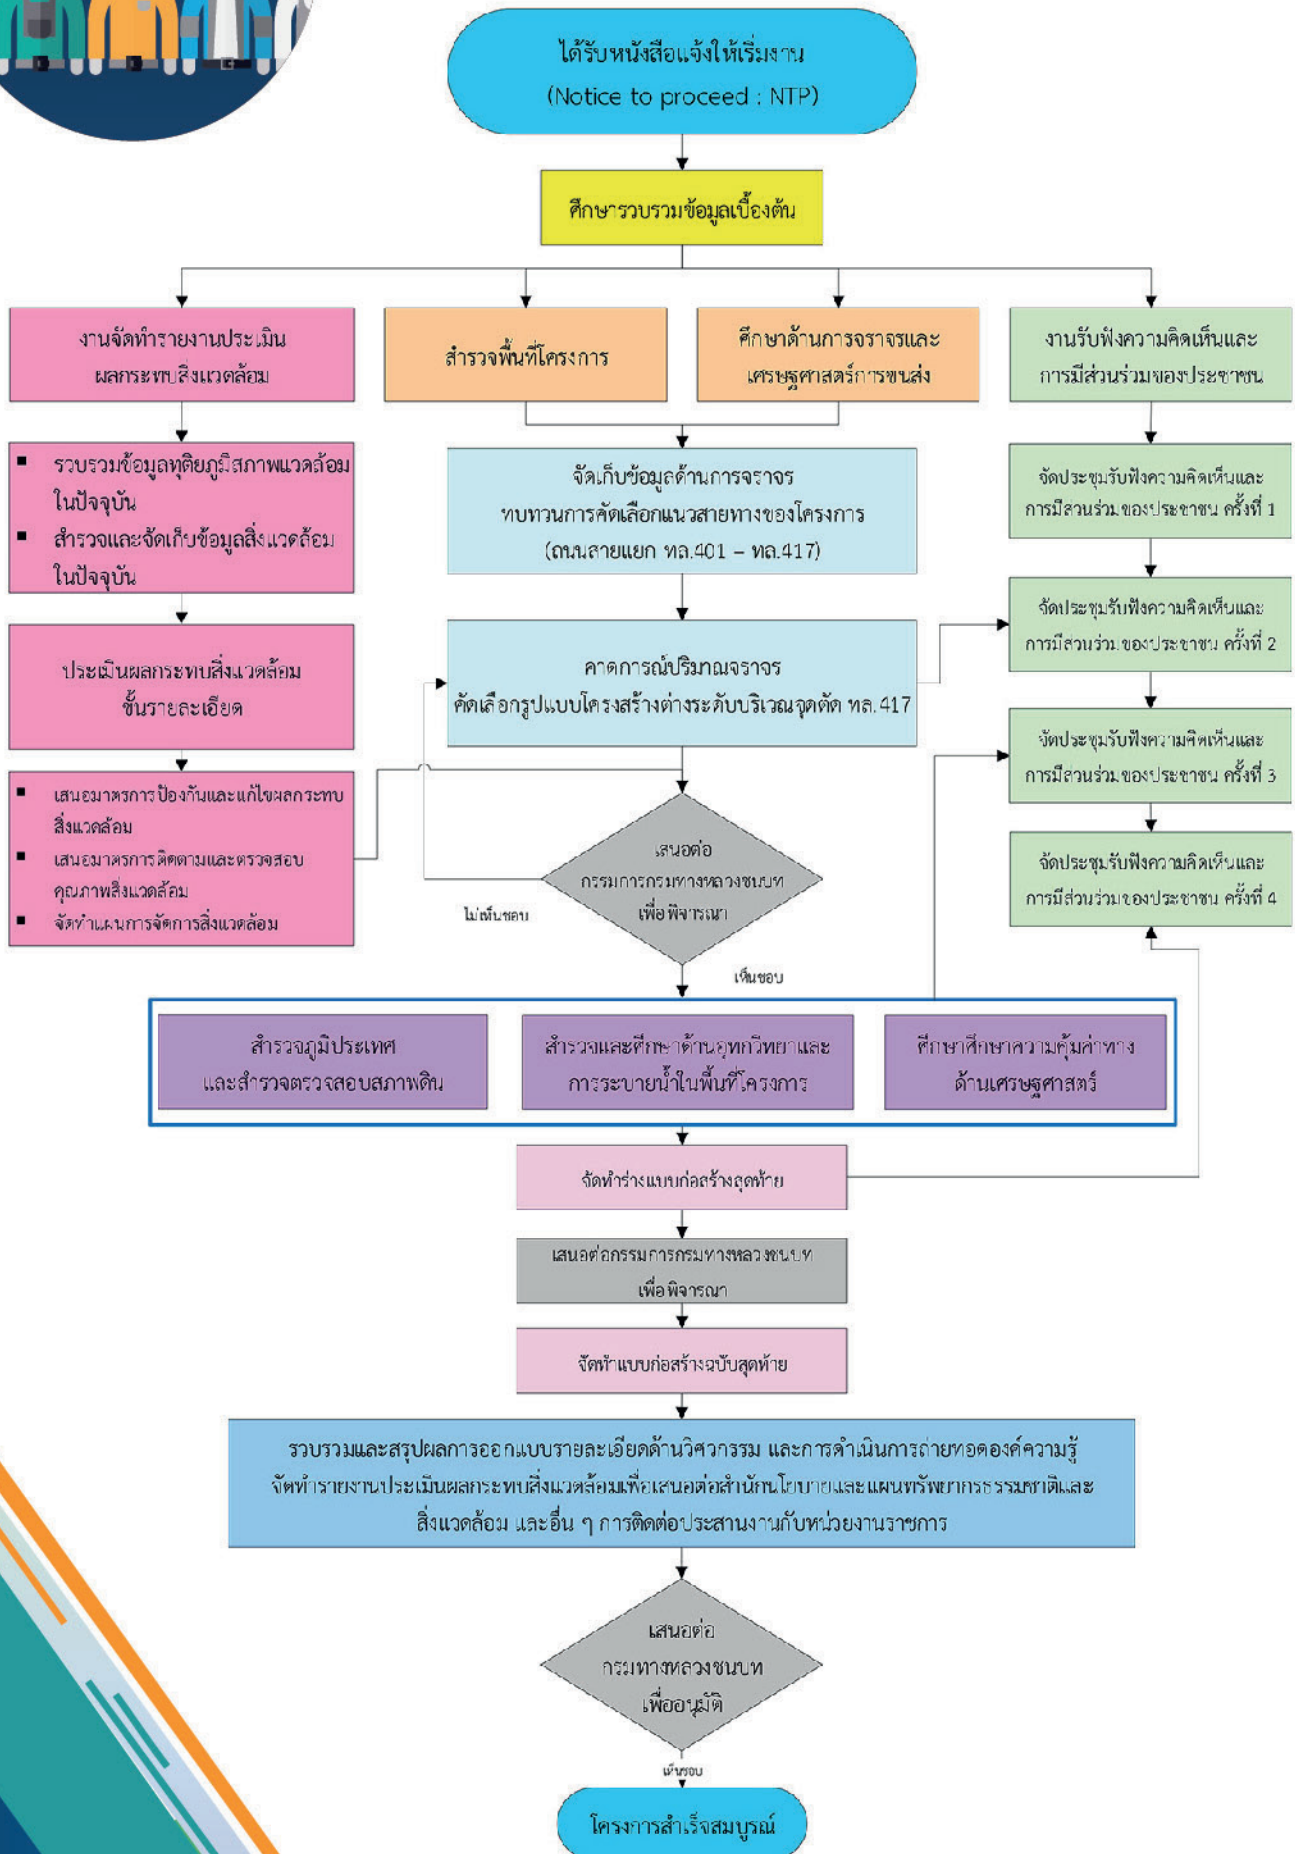 ได้รับหนังสือแจ้งให้เริ่มงาน
(Notice to proceed : NTP)
ศึกษารวบรวมข้อมูลเบื้องต้น
งานจัดทำรายงานประเมิน
ผลกระทบสิ่งแวดล้อม
สำรวจพื้นที่โครงการ
ศึกษาด้านการจราจรและ
เศรษฐศาสตร์การขนส่ง
งานรับฟังความคิดเห็นและ
การมีส่วนร่วมของประชาชน
▪ รวบรวมข้อมูลทุติยภูมิสภาพแวดล้อม
ในปัจจุบัน
▪ สำรวจและจัดเก็บข้อมูลสิ่งแวดล้อม
ในปัจจุบัน
จัดเก็บข้อมูลด้านการจราจร
ทบทวนการคัดเลือกแนวสายทางของโครงการ
(ถนนสายแยก ทล.401 – ทล.417)
จัดประชุมรับฟังความคิดเห็นและ
การมีส่วนร่วมของประชาชน ครั้งที่ 1
ประเมินผลกระทบสิ่งแวดล้อม
ขั้นรายละเอียด
คาดการณ์ปริมาณจราจร
คัดเลือกรูปแบบโครงสร้างต่างระดับบริเวณจุดตัด ทล.417
จัดประชุมรับฟังความคิดเห็นและ
การมีส่วนร่วมของประชาชน ครั้งที่ 2
จัดประชุมรับฟังความคิดเห็นและ
การมีส่วนร่วมของประชาชน ครั้งที่ 3
▪ เสนอมาตรการป้องกันและแก้ไขผลกระทบ
สิ่งแวดล้อม
▪ เสนอมาตรการติดตามและตรวจสอบ
คุณภาพสิ่งแวดล้อม
▪ จัดทำแผนการจัดการสิ่งแวดล้อม
เสนอต่อ
กรรมการกรมทางหลวงชนบท
เพื่อพิจารณา
ไม่เห็นชอบ
จัดประชุมรับฟังความคิดเห็นและ
การมีส่วนร่วมของประชาชน ครั้งที่ 4
เห็นชอบ
สำรวจภูมิประเทศ
และสำรวจตรวจสอบสภาพดิน
สำรวจและศึกษาด้านอุทกวิทยาและ
การระบายน้ำในพื้นที่โครงการ
ศึกษาศึกษาความคุ้มค่าทาง
ด้านเศรษฐศาสตร์
จัดทำร่างแบบก่อสร้างสุดท้าย
เสนอต่อกรรมการกรมทางหลวงชนบท
เพื่อพิจารณา
จัดทำแบบก่อสร้างฉบับสุดท้าย
รวบรวมและสรุปผลการออกแบบรายละเอียดด้านวิศวกรรม และการดำเนินการถ่ายทอดองค์ความรู้
จัดทำรายงานประเมินผลกระทบสิ่งแวดล้อมเพื่อเสนอต่อสำนักนโยบายและแผนทรัพยากรธรรมชาติและ
สิ่งแวดล้อม และอื่น ๆ การติดต่อประสานงานกับหน่วยงานราชการ
เสนอต่อ
กรมทางหลวงชนบท
เพื่ออนุมัติ
เห็นชอบ
โครงการสำเร็จสมบูรณ์